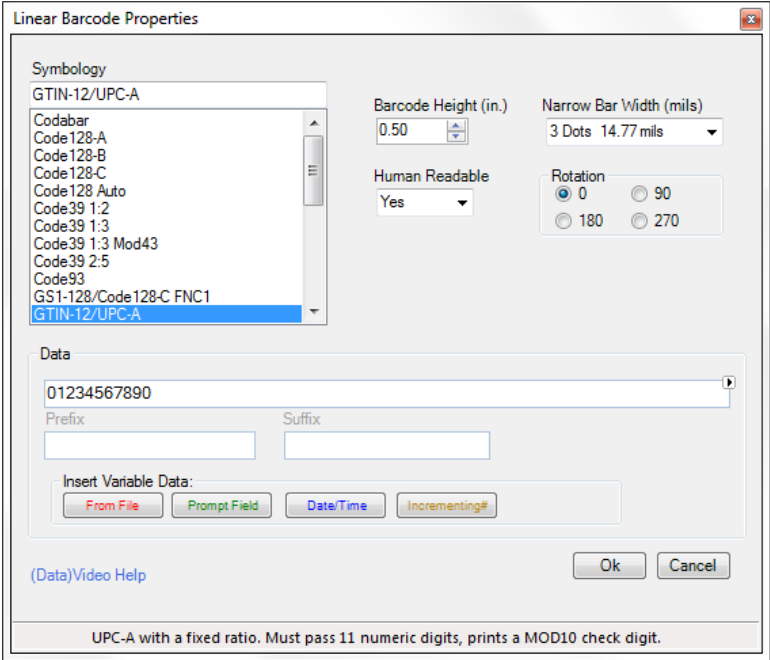 Linear Barcode Properties
Symbology
GTIN-12/UPC-A
Codabar
Code128-A
Code128-B
Code128-C
Code128 Auto
Code39 1:2
Code39 1:3
Code39 1:3 Mod43
Code39 2:5
Code93
GS1-128/Code128-C FNC1
GTIN-12/UPC-A
Barcode Height (in.)
0.50
Narrow Bar Width (mils)
3 Dots 14.77 mils
Human Readable
Yes
Rotation
0 90
180 270
Data
01234567890
Prefix Suffix
Insert Variable Data:
From File Prompt Field Date/Time Incrementing#
(Data)Video Help
Ok Cancel
UPC-A with a fixed ratio. Must pass 11 numeric digits, prints a MOD10 check digit.